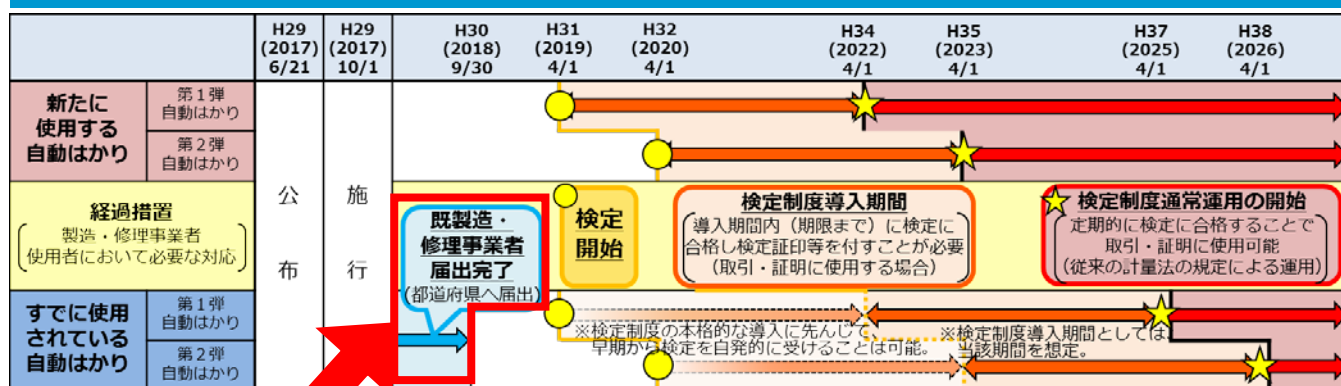 H29
(2017)
6/21
H29
(2017)
10/1
H30
(2018)
9/30
H31
(2019)
4/1
H32
(2020)
4/1
H34
(2022)
4/1
H35
(2023)
4/1
H37
(2025)
4/1
H38
(2026)
4/1
新たに
使用する
自動はかり
第1弾
自動はかり
第2弾
自動はかり
公布
施行
経過措置
製造・修理事業者
使用者において必要な対応
既製造・
修理事業者
届出完了
(都道府県へ届出)
検定
開始
検定制度導入期間
導入期間内(期限まで)に検定に
合格し検定証印等を付すことが必要
(取引・証明に使用する場合)
検定制度通常運用の開始
定期的に検定に合格することで
取引・証明に使用可能
(従来の計量法の規定による運用)
すでに使用
されている
自動はかり
第1弾
自動はかり
第2弾
自動はかり
※検定制度の本格的な導入に先んじて
早期から検定を自発的に受けることは可能。
※検定制度導入期間としては、
当該期間を想定。